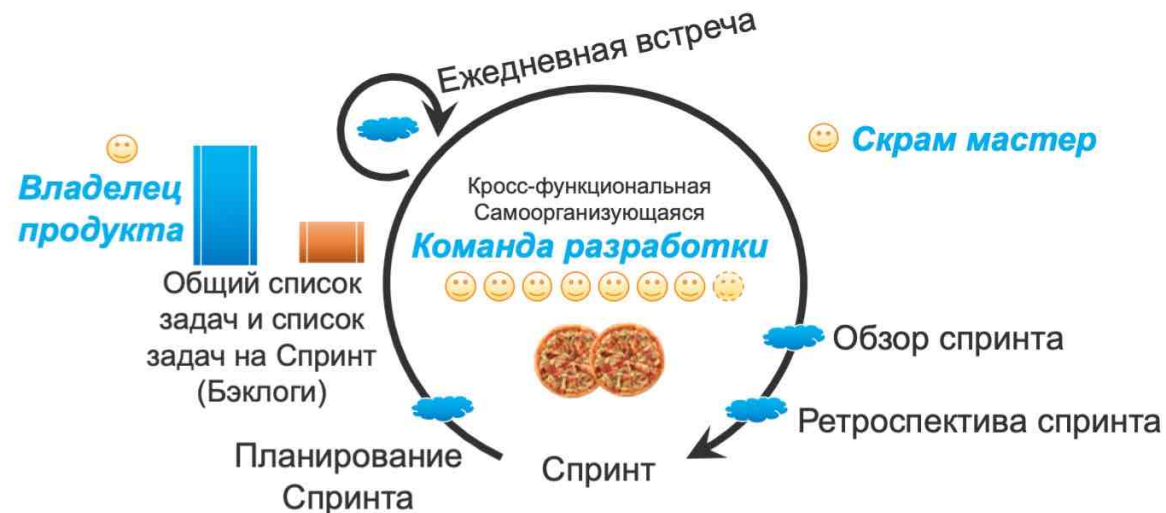 Ежедневная встреча
Скрам мастер
Владелец
продукта
Кросс-функциональная
Самоорганизующаяся
Команда разработки
Общий список
задач и список
задач на Спринт
(Бэклоги)
Обзор спринта
Ретроспектива спринта
Планирование
Спринта
Спринт